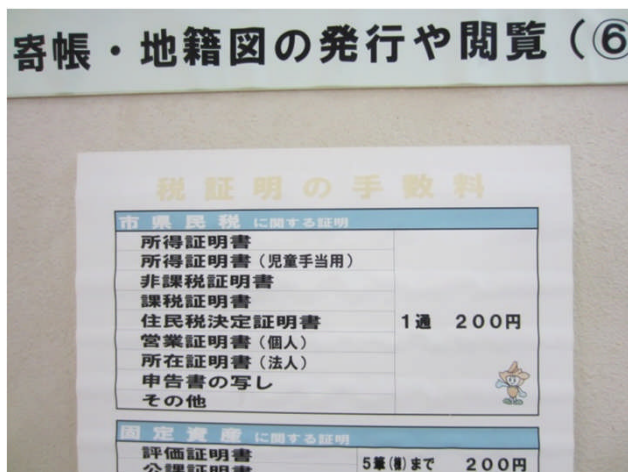 寄帳・地籍図の発行や閲覧(⑥
税証明の手数料
市県民税に関する証明
所得証明書
所得証明書(児童手当用)
非課税証明書
課税証明書
住民税決定証明書
1通 200円
営業証明書(個人)
所在証明書(法人)
申告書の写し
その他
固定資産に関する証明
評価証明書
5筆(棟)まで 200円
公課証明書